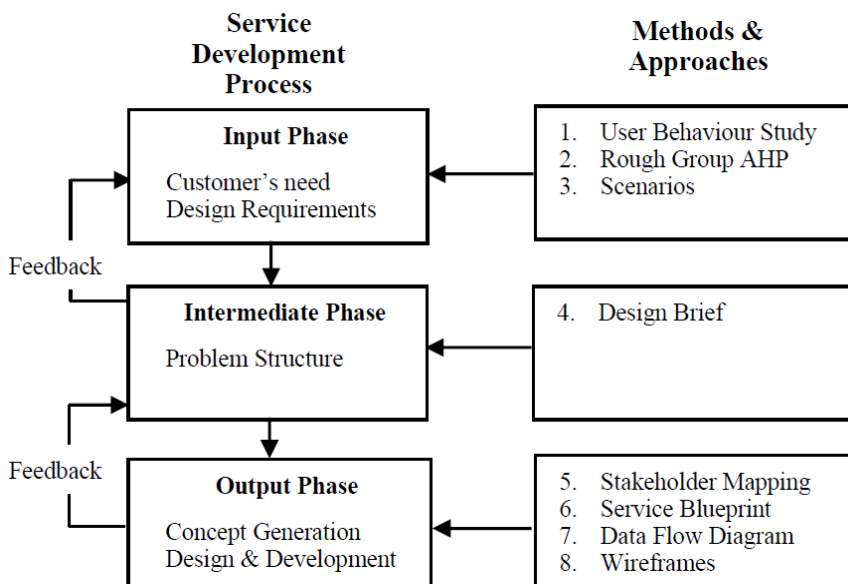 Service
Development
Process
Methods &
Approaches
Input Phase
Customer's need
Design Requirements
1. User Behaviour Study
2. Rough Group AHP
3. Scenarios
Feedback
Intermediate Phase
Problem Structure
4. Design Brief
Feedback
Output Phase
Concept Generation
Design & Development
5. Stakeholder Mapping
6. Service Blueprint
7. Data Flow Diagram
8. Wireframes